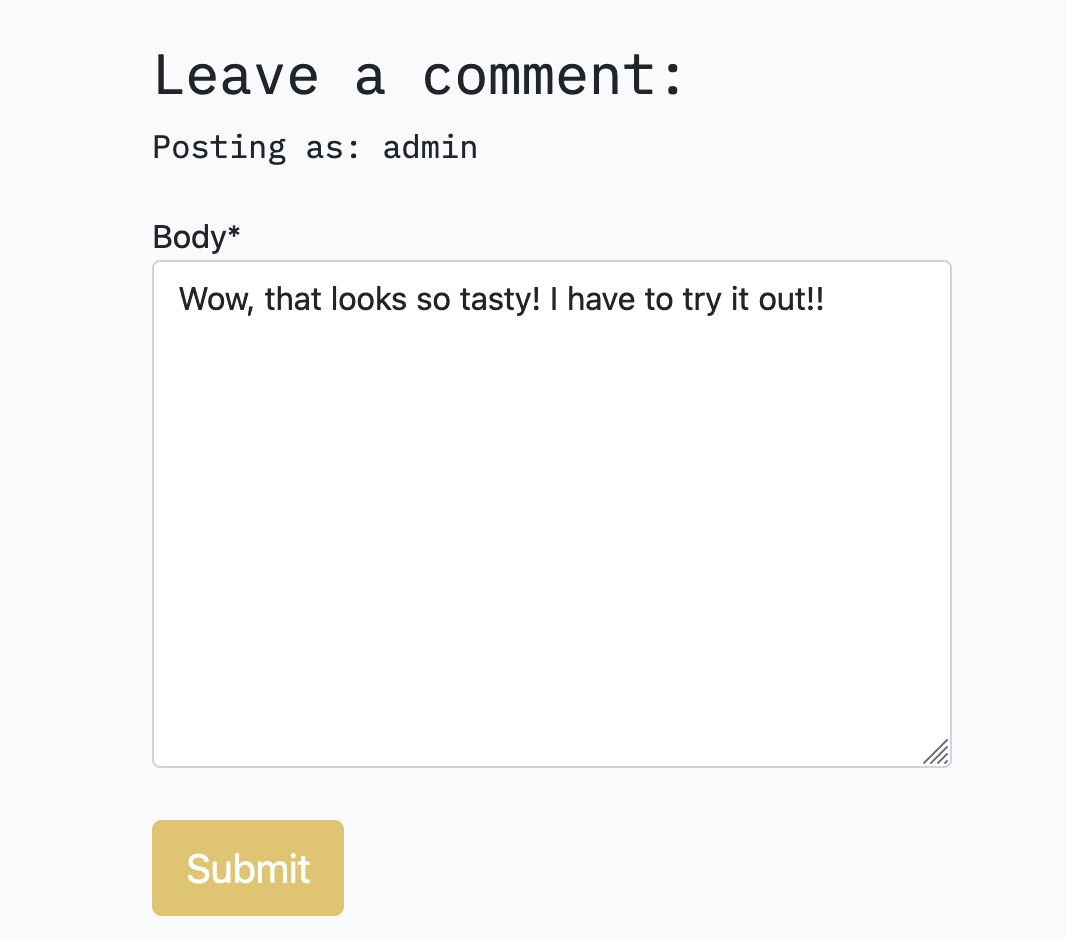 Leave a comment:
Posting as: admin
Body*
Wow, that looks so tasty! I have to try it out!!
Submit